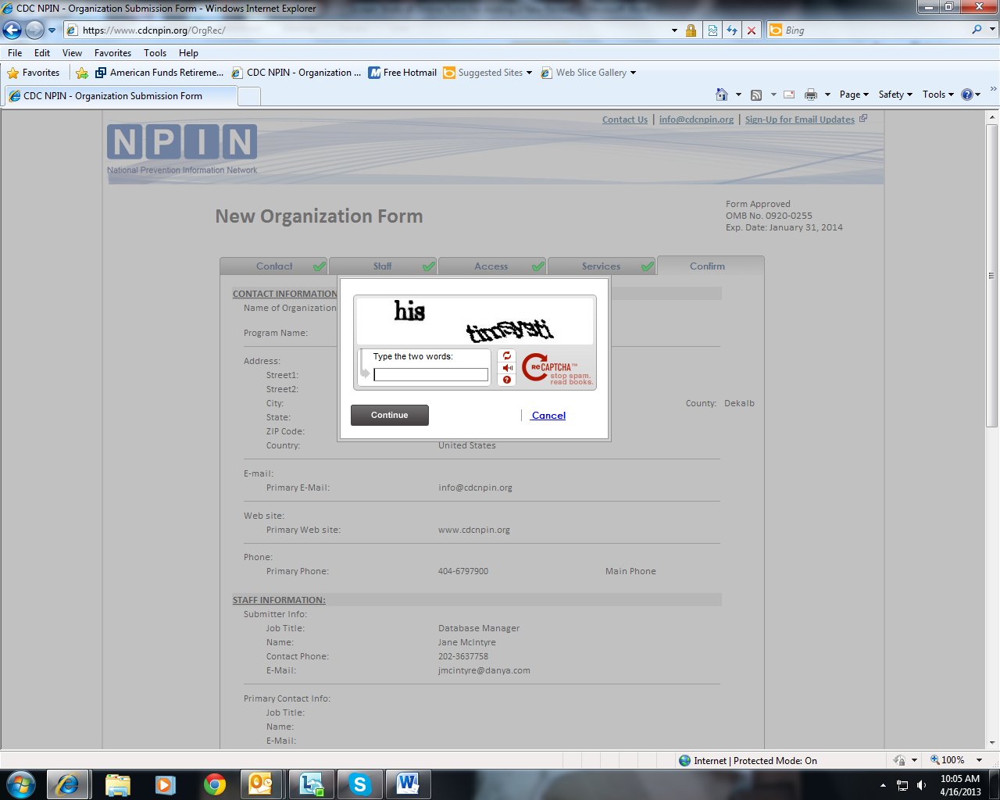 CDC NPIN - Organization Submission Form - Windows Internet Explorer
https://www.cdcnpin.org/OrgRec/
Bing
File Edit View Favorites Tools Help
Favorites American Funds Retireme... CDC NPIN - Organization ... Free Hotmail Suggested Sites Web Slice Gallery
CDC NPIN - Organization Submission Form
Page Safety Tools
Contact Us | info@cdcnpin.org | Sign-Up for Email Updates
NPIN
National Prevention Information Network
New Organization Form
Form Approved
OMB No. 0920-0255
Exp. Date: January 31, 2014
Contact Staff Access Services Confirm
CONTACT INFORMATION
Name of Organization
Program Name:
Address:
Street1:
Street2:
City: County: Dekalb
State:
ZIP Code:
Country: United States
his
Type the two words:
reCAPTCHA™
stop spam.
read books.
Continue | Cancel
E-mail:
Primary E-Mail: info@cdcnpin.org
Web site:
Primary Web site: www.cdcnpin.org
Phone:
Primary Phone: 404-6797900 Main Phone
STAFF INFORMATION:
Submitter Info:
Job Title: Database Manager
Name: Jane McIntyre
Contact Phone: 202-3637758
E-Mail: jmcintyre@danya.com
Primary Contact Info:
Job Title:
Name:
E-Mail:
Internet | Protected Mode: On 100%
10:05 AM
4/16/2013